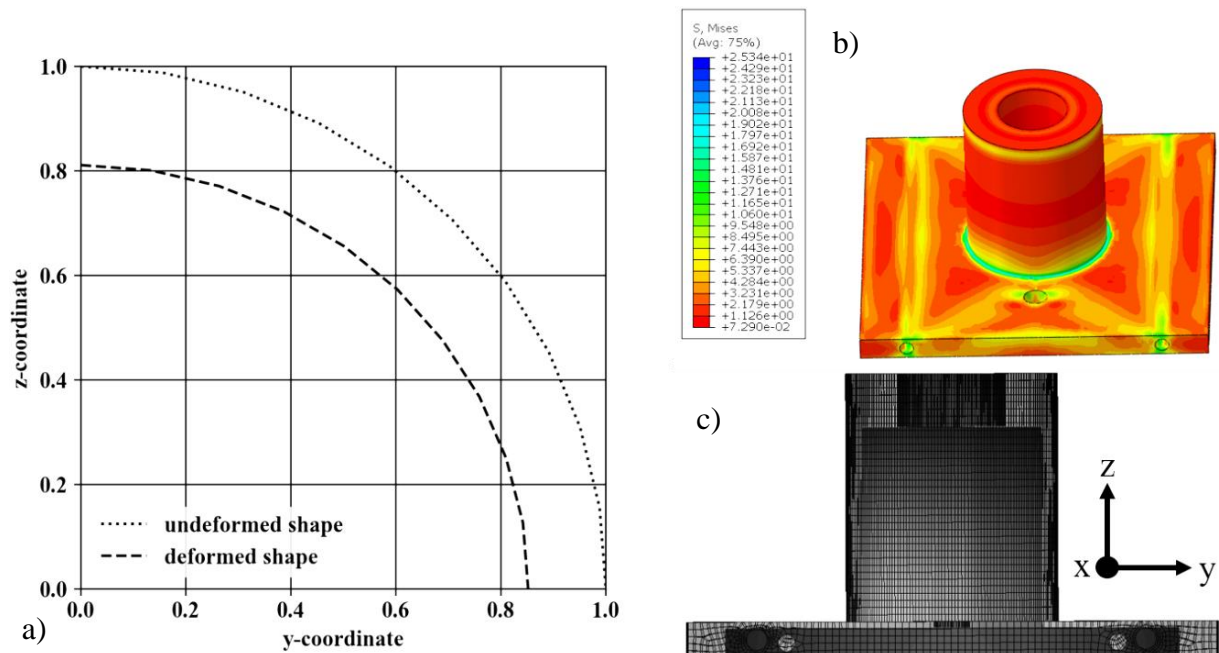 1.0
0.8
0.6
0.4
0.2
0.0
z-coordinate
undeformed shape
deformed shape
0.0 0.2 0.4 0.6 0.8 1.0
y-coordinate
a)
S, Mises
(Avg: 75%)
+2.534e+01
+2.429e+01
+2.323e+01
+2.218e+01
+2.113e+01
+2.008e+01
+1.902e+01
+1.797e+01
+1.692e+01
+1.587e+01
+1.481e+01
+1.376e+01
+1.271e+01
+1.165e+01
+1.060e+01
+9.548e+00
+8.495e+00
+7.443e+00
+6.390e+00
+5.337e+00
+4.284e+00
+3.231e+00
+2.179e+00
+1.126e+00
+7.290e-02
b)
c)
z
x
y